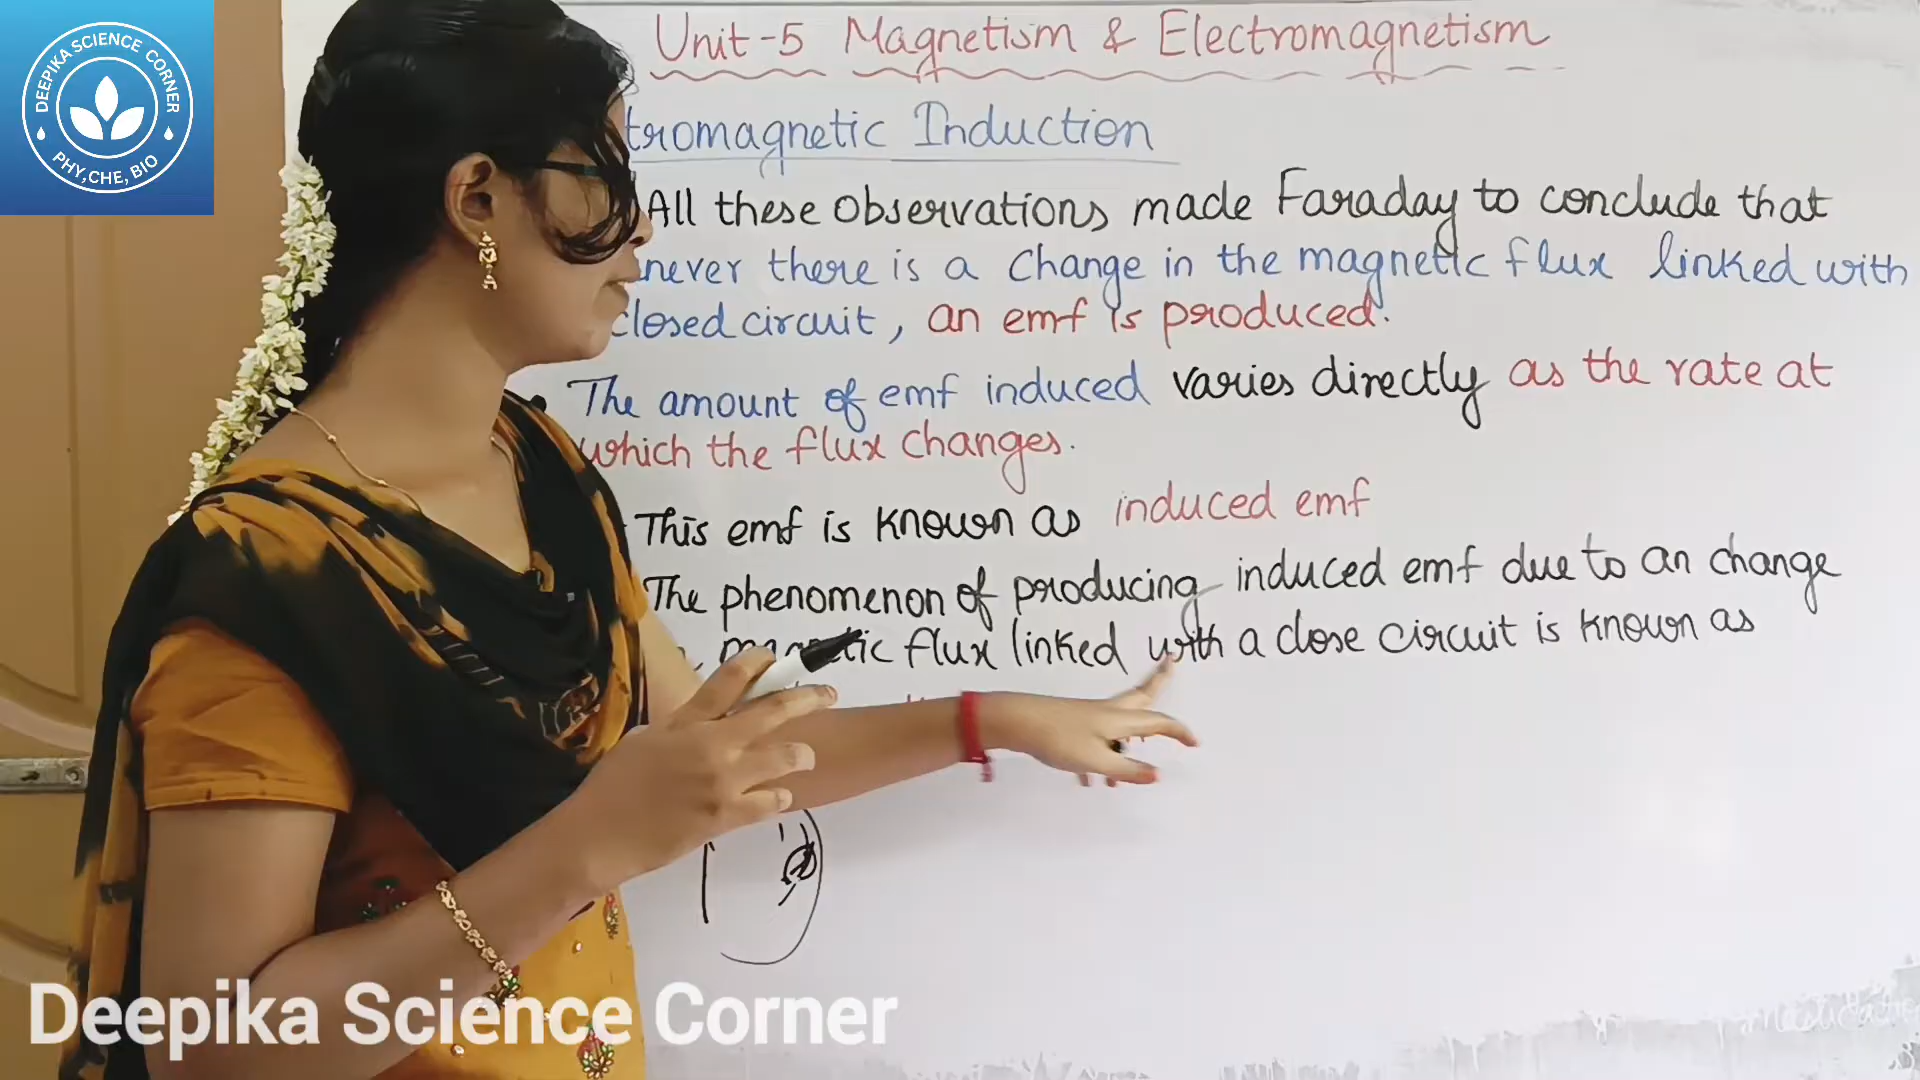 DEEPIKA SCIENCE CORNER
PHY,CHE, BIO
Unit-5 Magnetism & Electromagnetism
tromagnetic Induction
All these observations made Faraday to conclude that
never there is a change in the magnetic flux linked with
closed circuit, an emf is produced.
The amount of emf induced varies directly as the rate at
which the flux changes.
This emf is known as induced emf
The phenomenon of producing induced emf due to an change
magnetic flux linked with a close circuit is known as
Deepika Science Corner